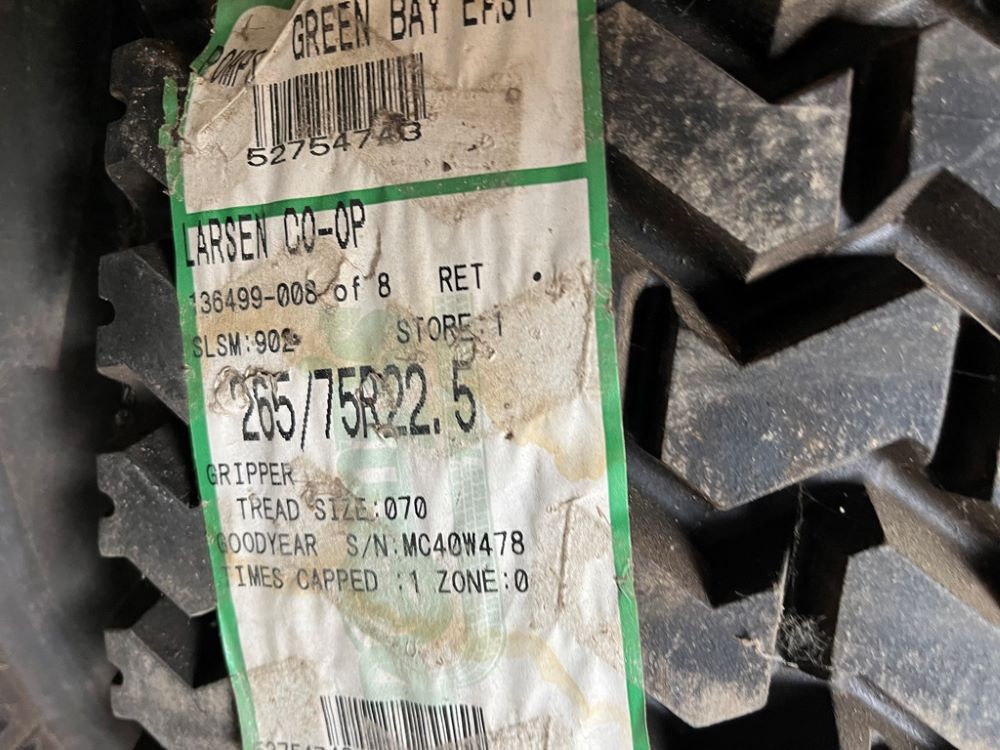 GREEN BAY EAST
POMP'S
52754743
LARSEN CO-OP
136499-008 of 8 RET
SLSM:902 STORE:1
265/75R22.5
GRIPPER
TREAD SIZE:070
GOODYEAR S/N:MC40W478
TIMES CAPPED :1 ZONE:0